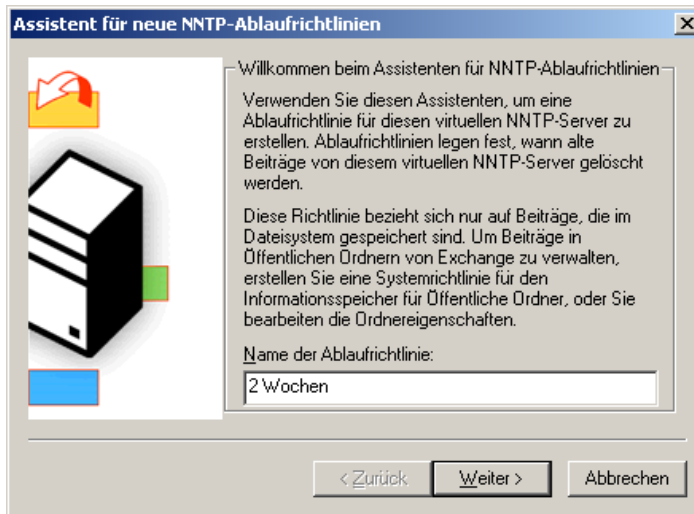 Assistent für neue NNTP-Ablaufrichtlinien
Willkommen beim Assistenten für NNTP-Ablaufrichtlinien
Verwenden Sie diesen Assistenten, um eine
Ablaufrichtlinie für diesen virtuellen NNTP-Server zu
erstellen. Ablaufrichtlinien legen fest, wann alte
Beiträge von diesem virtuellen NNTP-Server gelöscht
werden.
Diese Richtlinie bezieht sich nur auf Beiträge, die im
Dateisystem gespeichert sind. Um Beiträge in
Öffentlichen Ordnern von Exchange zu verwalten,
erstellen Sie eine Systemrichtlinie für den
Informationsspeicher für Öffentliche Ordner, oder Sie
bearbeiten die Ordnereigenschaften.
Name der Ablaufrichtlinie:
2 Wochen
< Zurück Weiter > Abbrechen